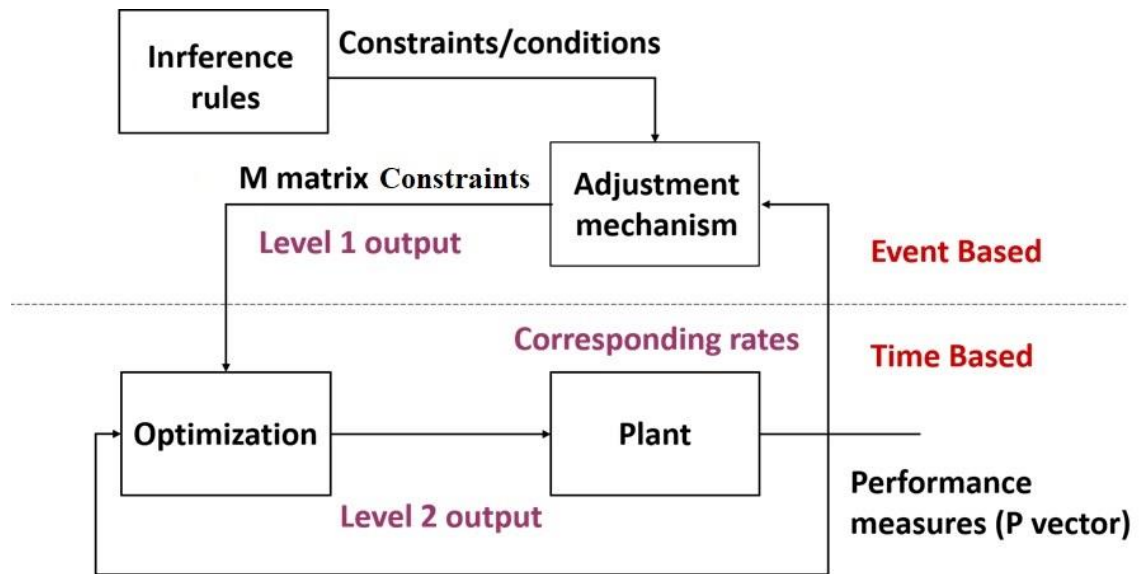 Inrference
rules
Constraints/conditions
M matrix Constraints
Adjustment
mechanism
Level 1 output
Event Based
Corresponding rates
Time Based
Optimization
Plant
Level 2 output
Performance
measures (P vector)